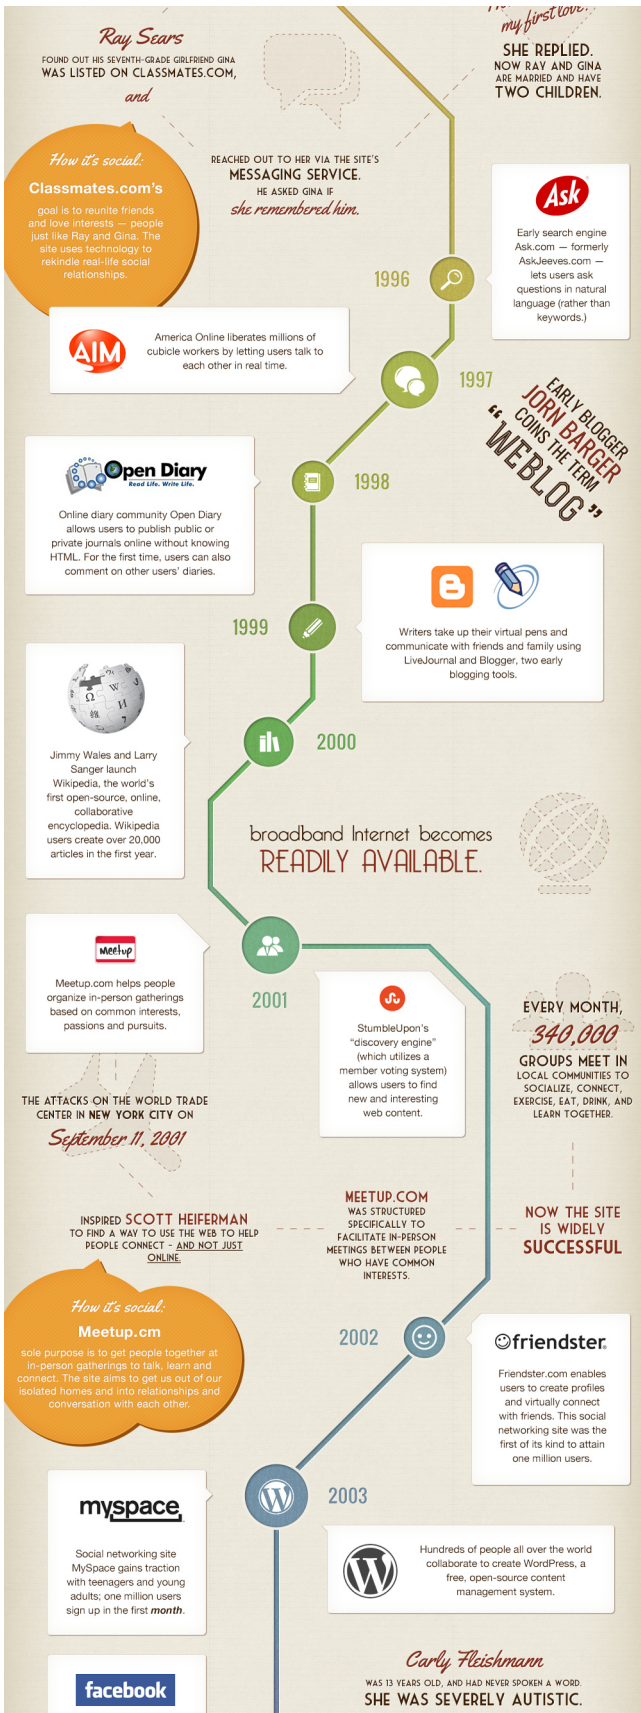 Ray Sears
FOUND OUT HIS SEVENTH-GRADE GIRLFRIEND GINA
WAS LISTED ON CLASSMATES.COM,
and
my first love!
SHE REPLIED.
NOW RAY AND GINA
ARE MARRIED AND HAVE
TWO CHILDREN.
REACHED OUT TO HER VIA THE SITE'S
MESSAGING SERVICE.
HE ASKED GINA IF
she remembered him.
How it's social:
Classmates.com's
goal is to reunite friends
and love interests — people
just like Ray and Gina. The
site uses technology to
rekindle real-life social
relationships.
Ask
Early search engine
Ask.com — formerly
AskJeeves.com —
lets users ask
questions in natural
language (rather than
keywords.)
1996
AIM
America Online liberates millions of
cubicle workers by letting users talk to
each other in real time.
1997
EARLY BLOGGER
JORN BARGER
COINS THE TERM
“WEBLOG”
Open Diary
Read Life. Write Life.
Online diary community Open Diary
allows users to publish public or
private journals online without knowing
HTML. For the first time, users can also
comment on other users' diaries.
1998
1999
Writers take up their virtual pens and
communicate with friends and family using
LiveJournal and Blogger, two early
blogging tools.
Ω W
Jimmy Wales and Larry
Sanger launch
Wikipedia, the world's
first open-source, online,
collaborative
encyclopedia. Wikipedia
users create over 20,000
articles in the first year.
2000
broadband Internet becomes
READILY AVAILABLE.
Meetup
Meetup.com helps people
organize in-person gatherings
based on common interests,
passions and pursuits.
2001
StumbleUpon's
“discovery engine”
(which utilizes a
member voting system)
allows users to find
new and interesting
web content.
EVERY MONTH,
340,000
GROUPS MEET IN
LOCAL COMMUNITIES TO
SOCIALIZE, CONNECT,
EXERCISE, EAT, DRINK, AND
LEARN TOGETHER.
THE ATTACKS ON THE WORLD TRADE
CENTER IN NEW YORK CITY ON
September 11, 2001
INSPIRED SCOTT HEIFERMAN
TO FIND A WAY TO USE THE WEB TO HELP
PEOPLE CONNECT - AND NOT JUST
ONLINE.
MEETUP.COM
WAS STRUCTURED
SPECIFICALLY TO
FACILITATE IN-PERSON
MEETINGS BETWEEN PEOPLE
WHO HAVE COMMON
INTERESTS.
NOW THE SITE
IS WIDELY
SUCCESSFUL
How it's social:
Meetup.cm
sole purpose is to get people together at
in-person gatherings to talk, learn and
connect. The site aims to get us out of our
isolated homes and into relationships and
conversation with each other.
2002
friendster.
Friendster.com enables
users to create profiles
and virtually connect
with friends. This social
networking site was the
first of its kind to attain
one million users.
2003
myspace
Social networking site
MySpace gains traction
with teenagers and young
adults; one million users
sign up in the first month.
Hundreds of people all over the world
collaborate to create WordPress, a
free, open-source content
management system.
facebook
Carly Fleishmann
WAS 13 YEARS OLD, AND HAD NEVER SPOKEN A WORD.
SHE WAS SEVERELY AUTISTIC.